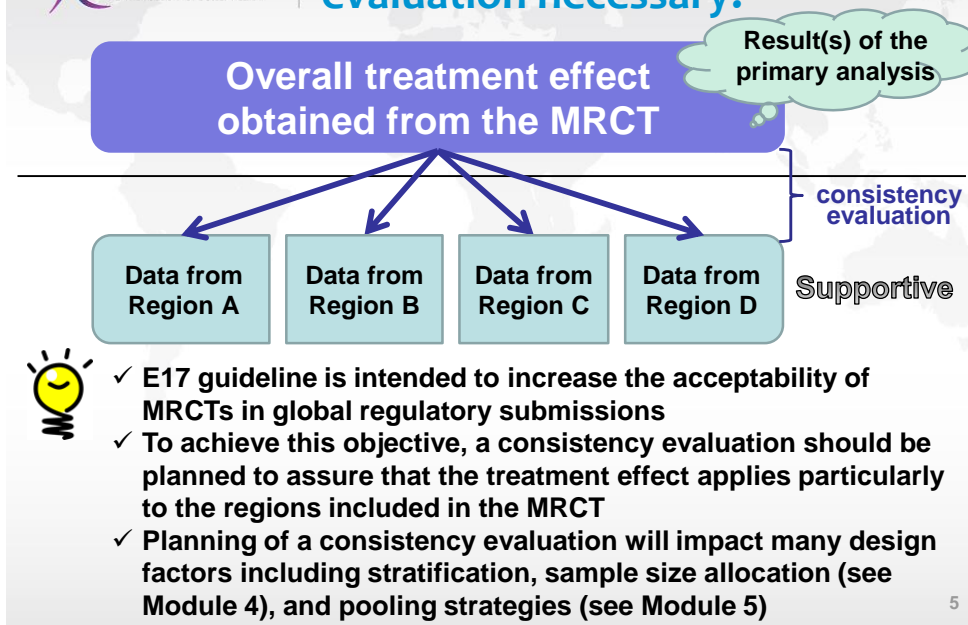 evaluation necessary?
Result(s) of the
primary analysis
Overall treatment effect
obtained from the MRCT
consistency
evaluation
Data from
Region A
Data from
Region B
Data from
Region C
Data from
Region D
Supportive
✓ E17 guideline is intended to increase the acceptability of
MRCTs in global regulatory submissions
✓ To achieve this objective, a consistency evaluation should be
planned to assure that the treatment effect applies particularly
to the regions included in the MRCT
✓ Planning of a consistency evaluation will impact many design
factors including stratification, sample size allocation (see
Module 4), and pooling strategies (see Module 5)
5